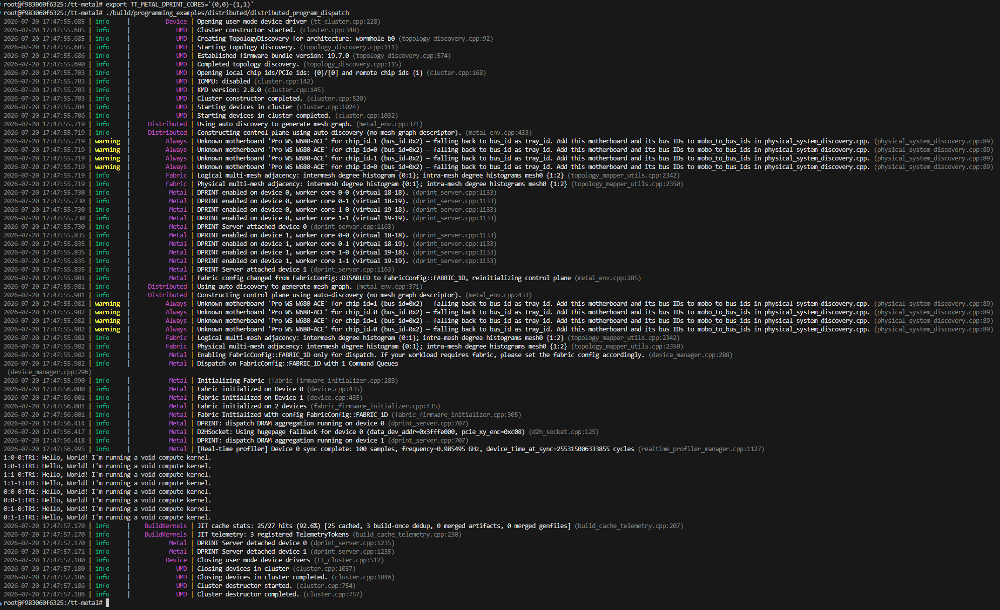 root@f983060f6325:/tt-metal# export TT_METAL_DPRINT_CORES='(0,0)-(1,1)'
root@f983060f6325:/tt-metal# ./build/programming_examples/distributed/distributed_program_dispatch
2026-07-20 17:47:55.685 | info     |          Device | Opening user mode device driver (tt_cluster.cpp:228)
2026-07-20 17:47:55.685 | info     |             UMD | Cluster constructor started. (cluster.cpp:348)
2026-07-20 17:47:55.685 | info     |             UMD | Creating TopologyDiscovery for architecture: wormhole_b0 (topology_discovery.cpp:92)
2026-07-20 17:47:55.685 | info     |             UMD | Starting topology discovery. (topology_discovery.cpp:111)
2026-07-20 17:47:55.686 | info     |             UMD | Established firmware bundle version: 19.7.0 (topology_discovery.cpp:574)
2026-07-20 17:47:55.690 | info     |             UMD | Completed topology discovery. (topology_discovery.cpp:115)
2026-07-20 17:47:55.703 | info     |             UMD | Opening local chip ids/PCIe ids: {0}/[0] and remote chip ids {1} (cluster.cpp:168)
2026-07-20 17:47:55.703 | info     |             UMD | IOMMU: disabled (cluster.cpp:142)
2026-07-20 17:47:55.703 | info     |             UMD | KMD version: 2.8.0 (cluster.cpp:145)
2026-07-20 17:47:55.703 | info     |             UMD | Cluster constructor completed. (cluster.cpp:520)
2026-07-20 17:47:55.704 | info     |             UMD | Starting devices in cluster (cluster.cpp:1024)
2026-07-20 17:47:55.706 | info     |             UMD | Starting devices in cluster completed. (cluster.cpp:1032)
2026-07-20 17:47:55.719 | info     |     Distributed | Using auto discovery to generate mesh graph. (metal_env.cpp:371)
2026-07-20 17:47:55.719 | info     |     Distributed | Constructing control plane using auto-discovery (no mesh graph descriptor). (metal_env.cpp:433)
2026-07-20 17:47:55.719 | warning  |          Always | Unknown motherboard 'Pro WS W680-ACE' for chip_id=1 (bus_id=0x2) — falling back to bus_id as tray_id. Add this motherboard and its bus IDs to mobo_to_bus_ids in physical_system_discovery.cpp. (physical_system_discovery.cpp:89)
2026-07-20 17:47:55.719 | warning  |          Always | Unknown motherboard 'Pro WS W680-ACE' for chip_id=0 (bus_id=0x2) — falling back to bus_id as tray_id. Add this motherboard and its bus IDs to mobo_to_bus_ids in physical_system_discovery.cpp. (physical_system_discovery.cpp:89)
2026-07-20 17:47:55.719 | warning  |          Always | Unknown motherboard 'Pro WS W680-ACE' for chip_id=1 (bus_id=0x2) — falling back to bus_id as tray_id. Add this motherboard and its bus IDs to mobo_to_bus_ids in physical_system_discovery.cpp. (physical_system_discovery.cpp:89)
2026-07-20 17:47:55.719 | warning  |          Always | Unknown motherboard 'Pro WS W680-ACE' for chip_id=0 (bus_id=0x2) — falling back to bus_id as tray_id. Add this motherboard and its bus IDs to mobo_to_bus_ids in physical_system_discovery.cpp. (physical_system_discovery.cpp:89)
2026-07-20 17:47:55.719 | info     |          Fabric | Logical multi-mesh adjacency: intermesh degree histogram {0:1}; intra-mesh degree histograms mesh0 {1:2} (topology_mapper_utils.cpp:2342)
2026-07-20 17:47:55.719 | info     |          Fabric | Physical multi-mesh adjacency: intermesh degree histogram {0:1}; intra-mesh degree histograms mesh0 {1:2} (topology_mapper_utils.cpp:2350)
2026-07-20 17:47:55.730 | info     |           Metal | DPRINT enabled on device 0, worker core 0-0 (virtual 18-18). (dprint_server.cpp:1133)
2026-07-20 17:47:55.730 | info     |           Metal | DPRINT enabled on device 0, worker core 0-1 (virtual 18-19). (dprint_server.cpp:1133)
2026-07-20 17:47:55.730 | info     |           Metal | DPRINT enabled on device 0, worker core 1-0 (virtual 19-18). (dprint_server.cpp:1133)
2026-07-20 17:47:55.730 | info     |           Metal | DPRINT enabled on device 0, worker core 1-1 (virtual 19-19). (dprint_server.cpp:1133)
2026-07-20 17:47:55.730 | info     |           Metal | DPRINT Server attached device 0 (dprint_server.cpp:1163)
2026-07-20 17:47:55.835 | info     |           Metal | DPRINT enabled on device 1, worker core 0-0 (virtual 18-18). (dprint_server.cpp:1133)
2026-07-20 17:47:55.835 | info     |           Metal | DPRINT enabled on device 1, worker core 0-1 (virtual 18-19). (dprint_server.cpp:1133)
2026-07-20 17:47:55.835 | info     |           Metal | DPRINT enabled on device 1, worker core 1-0 (virtual 19-18). (dprint_server.cpp:1133)
2026-07-20 17:47:55.835 | info     |           Metal | DPRINT enabled on device 1, worker core 1-1 (virtual 19-19). (dprint_server.cpp:1133)
2026-07-20 17:47:55.835 | info     |           Metal | DPRINT Server attached device 1 (dprint_server.cpp:1163)
2026-07-20 17:47:55.981 | info     |           Metal | Fabric config changed from FabricConfig::DISABLED to FabricConfig::FABRIC_1D, reinitializing control plane (metal_env.cpp:285)
2026-07-20 17:47:55.981 | info     |     Distributed | Using auto discovery to generate mesh graph. (metal_env.cpp:371)
2026-07-20 17:47:55.981 | info     |     Distributed | Constructing control plane using auto-discovery (no mesh graph descriptor). (metal_env.cpp:433)
2026-07-20 17:47:55.982 | warning  |          Always | Unknown motherboard 'Pro WS W680-ACE' for chip_id=1 (bus_id=0x2) — falling back to bus_id as tray_id. Add this motherboard and its bus IDs to mobo_to_bus_ids in physical_system_discovery.cpp. (physical_system_discovery.cpp:89)
2026-07-20 17:47:55.982 | warning  |          Always | Unknown motherboard 'Pro WS W680-ACE' for chip_id=0 (bus_id=0x2) — falling back to bus_id as tray_id. Add this motherboard and its bus IDs to mobo_to_bus_ids in physical_system_discovery.cpp. (physical_system_discovery.cpp:89)
2026-07-20 17:47:55.982 | warning  |          Always | Unknown motherboard 'Pro WS W680-ACE' for chip_id=1 (bus_id=0x2) — falling back to bus_id as tray_id. Add this motherboard and its bus IDs to mobo_to_bus_ids in physical_system_discovery.cpp. (physical_system_discovery.cpp:89)
2026-07-20 17:47:55.982 | warning  |          Always | Unknown motherboard 'Pro WS W680-ACE' for chip_id=0 (bus_id=0x2) — falling back to bus_id as tray_id. Add this motherboard and its bus IDs to mobo_to_bus_ids in physical_system_discovery.cpp. (physical_system_discovery.cpp:89)
2026-07-20 17:47:55.982 | info     |          Fabric | Logical multi-mesh adjacency: intermesh degree histogram {0:1}; intra-mesh degree histograms mesh0 {1:2} (topology_mapper_utils.cpp:2342)
2026-07-20 17:47:55.982 | info     |          Fabric | Physical multi-mesh adjacency: intermesh degree histogram {0:1}; intra-mesh degree histograms mesh0 {1:2} (topology_mapper_utils.cpp:2350)
2026-07-20 17:47:55.982 | info     |           Metal | Enabling FabricConfig::FABRIC_1D only for dispatch. If your workload requires fabric, please set the fabric config accordingly. (device_manager.cpp:288)
2026-07-20 17:47:55.982 | info     |           Metal | Dispatch on FabricConfig::FABRIC_1D with 1 Command Queues
 (device_manager.cpp:296)
2026-07-20 17:47:55.990 | info     |           Metal | Initializing Fabric (fabric_firmware_initializer.cpp:288)
2026-07-20 17:47:56.000 | info     |           Metal | Fabric initialized on Device 0 (device.cpp:435)
2026-07-20 17:47:56.001 | info     |           Metal | Fabric initialized on Device 1 (device.cpp:435)
2026-07-20 17:47:56.001 | info     |           Metal | Fabric initialized on 2 devices (fabric_firmware_initializer.cpp:435)
2026-07-20 17:47:56.001 | info     |           Metal | Fabric Initialized with config FabricConfig::FABRIC_1D (fabric_firmware_initializer.cpp:305)
2026-07-20 17:47:56.414 | info     |           Metal | DPRINT: dispatch DRAM aggregation running on device 0 (dprint_server.cpp:707)
2026-07-20 17:47:56.417 | info     |           Metal | D2HSocket: Using hugepage fallback for device 0 (data_dev_addr=0x3fffe000, pcie_xy_enc=0xc08) (d2h_socket.cpp:125)
2026-07-20 17:47:56.418 | info     |           Metal | DPRINT: dispatch DRAM aggregation running on device 1 (dprint_server.cpp:707)
2026-07-20 17:47:56.995 | info     |           Metal | [Real-time profiler] Device 0 sync complete: 100 samples, frequency=0.985495 GHz, device_time_at_sync=255315006333855 cycles (realtime_profiler_manager.cpp:1127)
1:0-0:TR1: Hello, World! I'm running a void compute kernel.
1:0-1:TR1: Hello, World! I'm running a void compute kernel.
1:1-0:TR1: Hello, World! I'm running a void compute kernel.
1:1-1:TR1: Hello, World! I'm running a void compute kernel.
0:0-0:TR1: Hello, World! I'm running a void compute kernel.
0:0-1:TR1: Hello, World! I'm running a void compute kernel.
0:1-0:TR1: Hello, World! I'm running a void compute kernel.
0:1-1:TR1: Hello, World! I'm running a void compute kernel.
2026-07-20 17:47:57.170 | info     |    BuildKernels | JIT cache stats: 25/27 hits (92.6%) [25 cached, 3 build-once dedup, 0 merged artifacts, 0 merged genfiles] (build_cache_telemetry.cpp:207)
2026-07-20 17:47:57.170 | info     |    BuildKernels | JIT telemetry: 3 registered TelemetryTokens (build_cache_telemetry.cpp:230)
2026-07-20 17:47:57.170 | info     |           Metal | DPRINT Server detached device 0 (dprint_server.cpp:1235)
2026-07-20 17:47:57.171 | info     |           Metal | DPRINT Server detached device 1 (dprint_server.cpp:1235)
2026-07-20 17:47:57.180 | info     |          Device | Closing user mode device drivers (tt_cluster.cpp:512)
2026-07-20 17:47:57.180 | info     |             UMD | Closing devices in cluster (cluster.cpp:1037)
2026-07-20 17:47:57.186 | info     |             UMD | Closing devices in cluster completed. (cluster.cpp:1046)
2026-07-20 17:47:57.186 | info     |             UMD | Cluster destructor started. (cluster.cpp:754)
2026-07-20 17:47:57.186 | info     |             UMD | Cluster destructor completed. (cluster.cpp:757)
root@f983060f6325:/tt-metal#